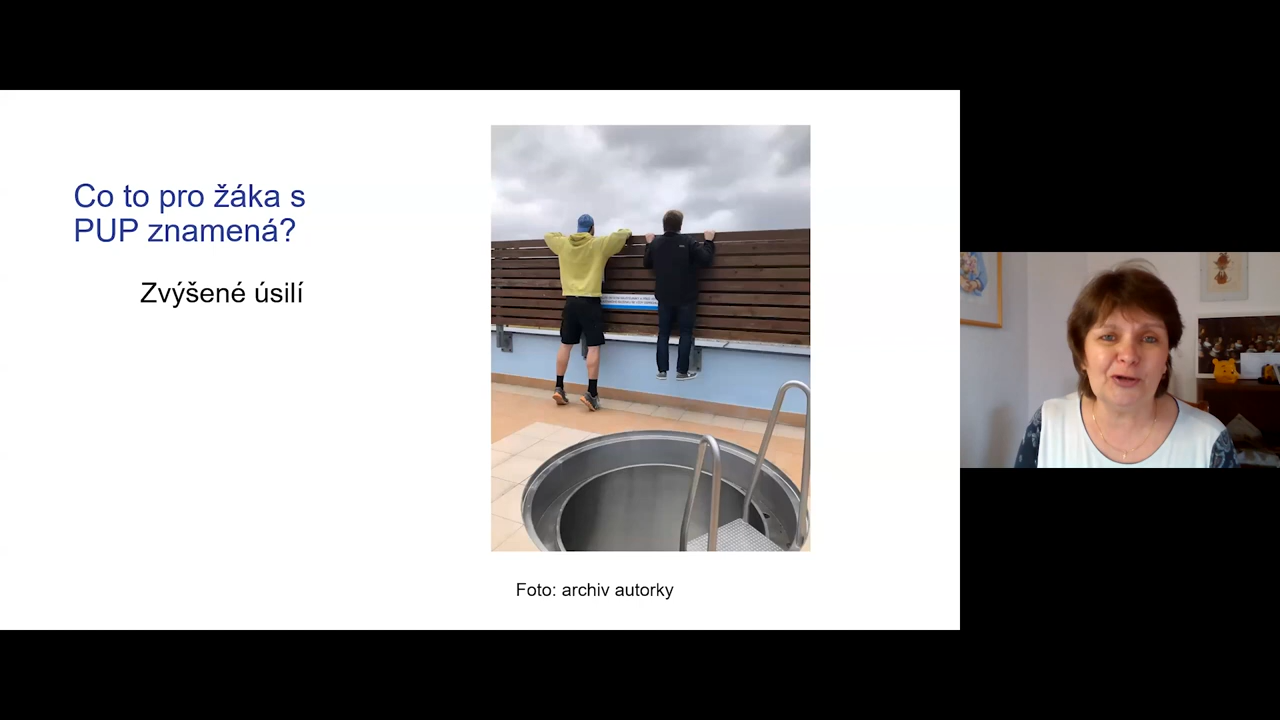 Co to pro žáka s
PUP znamená?
Zvýšené úsilí
Foto: archiv autorky